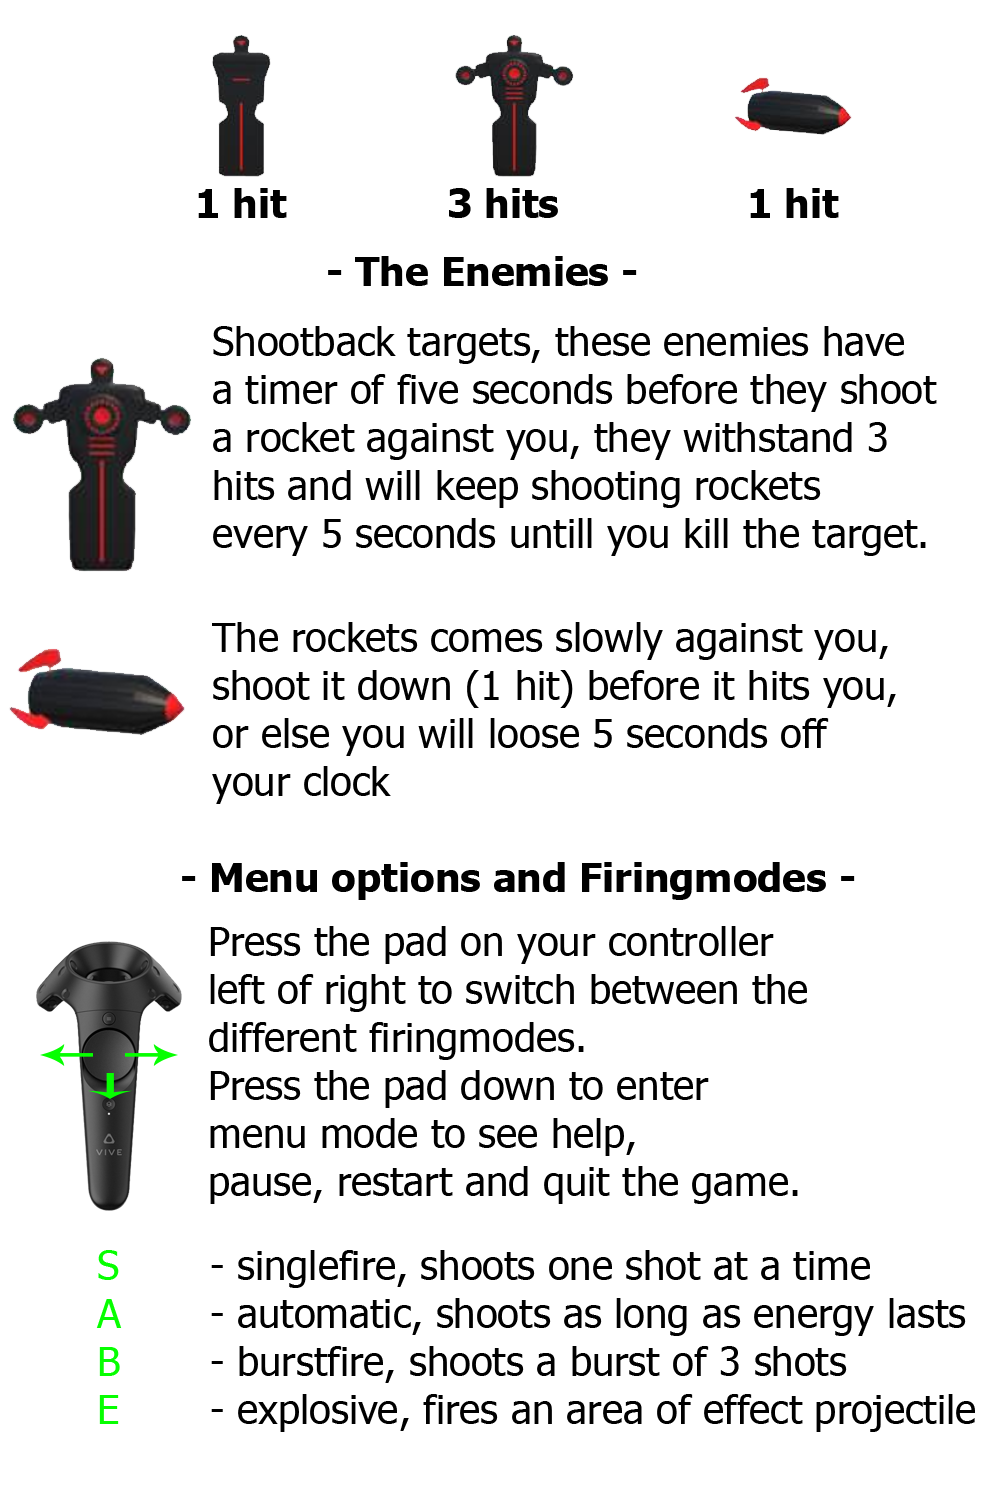 1 hit 3 hits 1 hit
- The Enemies -
Shootback targets, these enemies have
a timer of five seconds before they shoot
a rocket against you, they withstand 3
hits and will keep shooting rockets
every 5 seconds untill you kill the target.
The rockets comes slowly against you,
shoot it down (1 hit) before it hits you,
or else you will loose 5 seconds off
your clock
- Menu options and Firingmodes -
Press the pad on your controller
left of right to switch between the
different firingmodes.
Press the pad down to enter
menu mode to see help,
pause, restart and quit the game.
VIVE
S - singlefire, shoots one shot at a time
A - automatic, shoots as long as energy lasts
B - burstfire, shoots a burst of 3 shots
E - explosive, fires an area of effect projectile